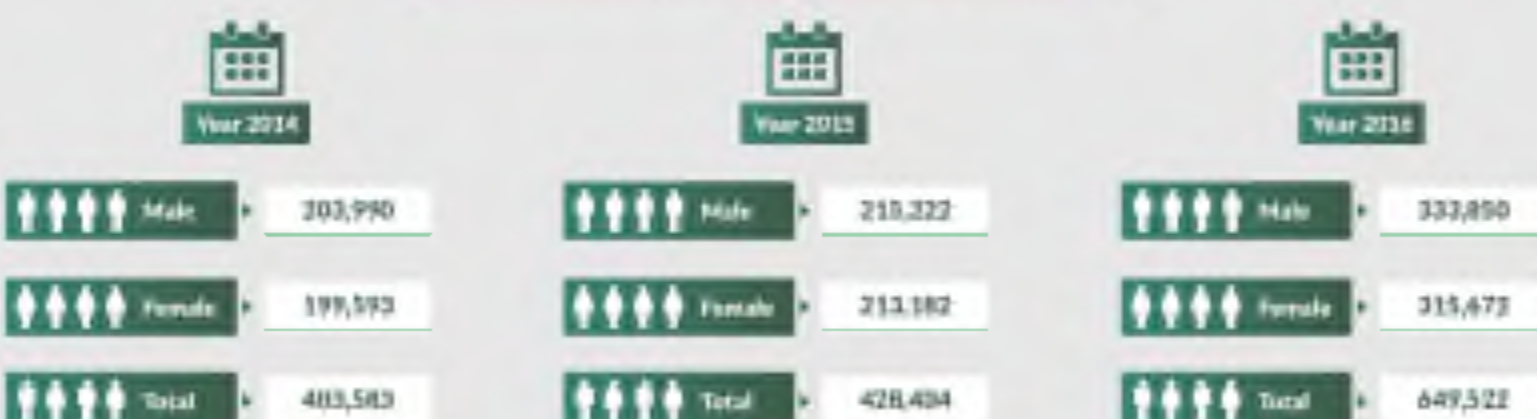 Year 2014
Year 2015
Year 2016
Male 203,990
Male 215,222
Male 333,850
Female 199,593
Female 213,182
Female 315,672
Total 403,583
Total 428,404
Total 649,522